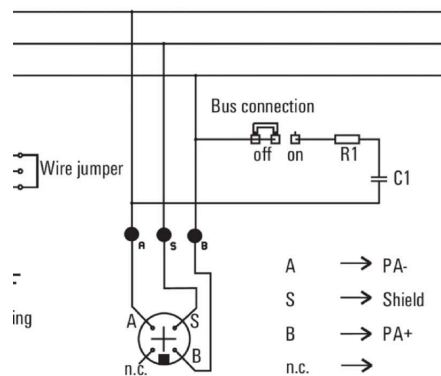 Bus connection
off on R1
Wire jumper
C1
A S B
A → PA-
S → Shield
B → PA+
n.c. →
ing
A S
B
n.c.